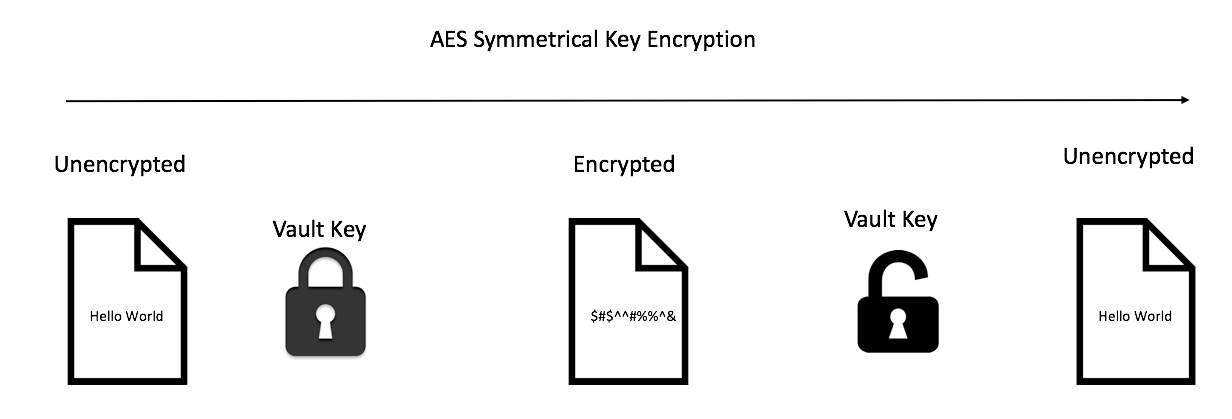 AES Symmetrical Key Encryption
Unencrypted
Encrypted
Unencrypted
Vault Key
Vault Key
Hello World
$#$^^#%%^&
Hello World